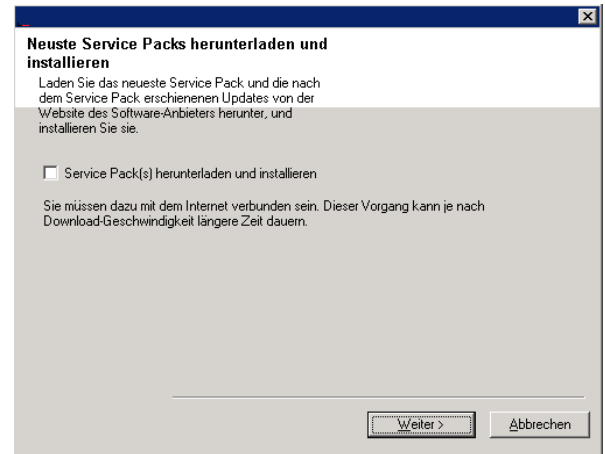 Neuste Service Packs herunterladen und
installieren
Laden Sie das neueste Service Pack und die nach
dem Service Pack erschienenen Updates von der
Website des Software-Anbieters herunter, und
installieren Sie sie.
Service Pack(s) herunterladen und installieren
Sie müssen dazu mit dem Internet verbunden sein. Dieser Vorgang kann je nach
Download-Geschwindigkeit längere Zeit dauern.
Weiter >
Abbrechen